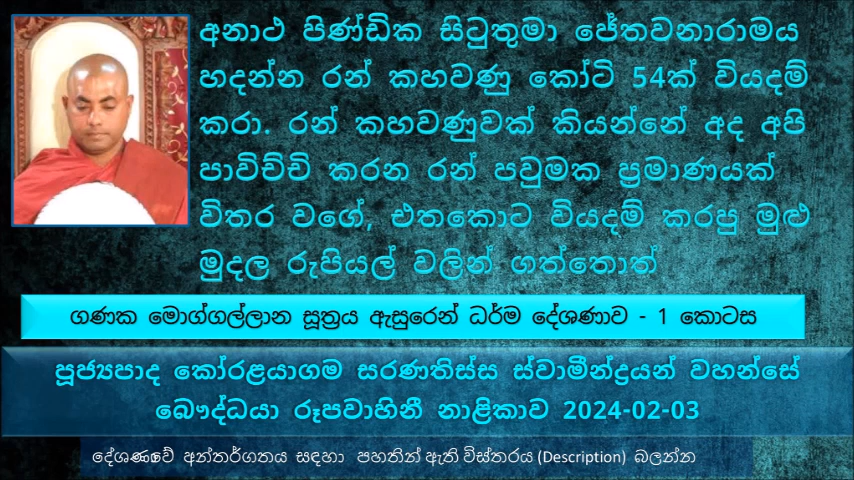 අනාථ පිණ්ඩික සිටුතුමා ජේතවනාරාමය
හදන්න රන් කහවණු කෝටි 54ක් වියදම්
කරා. රන් කහවණුවක් කියන්නේ අද අපි
පාවිච්චි කරන රන් පවුමක ප්‍රමාණයක්
විතර වගේ, එතකොට වියදම් කරපු මුළු
මුදල රුපියල් වලින් ගත්තොත්
ගණක මොග්ගල්ලාන සූත්‍රය ඇසුරෙන් ධර්ම දේශණාව - 1 කොටස
පූජ්‍යපාද කෝරළයාගම සරණතිස්ස ස්වාමීන්ද්‍රයන් වහන්සේ
බෞද්ධයා රූපවාහිනී නාළිකාව 2024-02-03
දේශණාවේ අන්තර්ගතය සඳහා පහතින් ඇති විස්තරය (Description) බලන්න